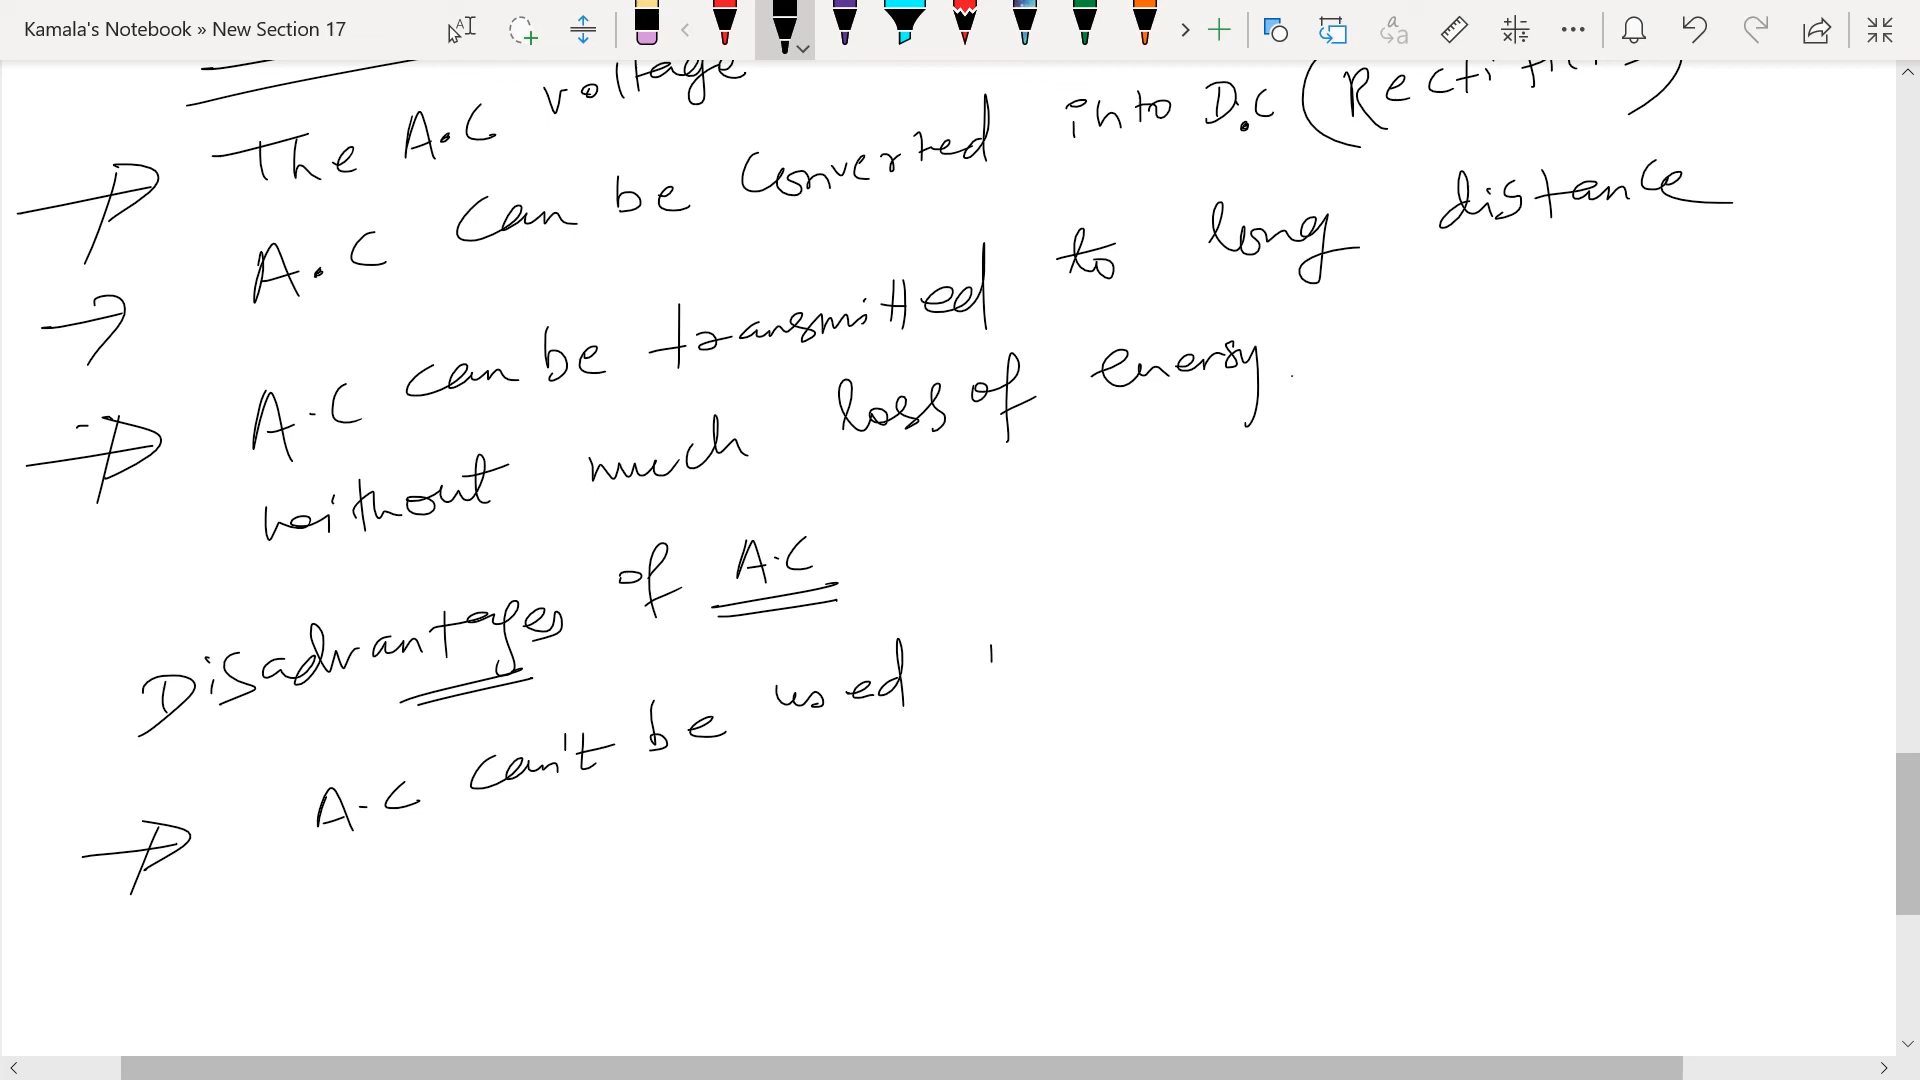 Kamala's Notebook » New Section 17
The A.C voltage
A.C can be converted into D.C (Rectifiers)
A.C can be transmitted to long distance
without much loss of energy.
Disadvantages of A.C
A.C can't be used